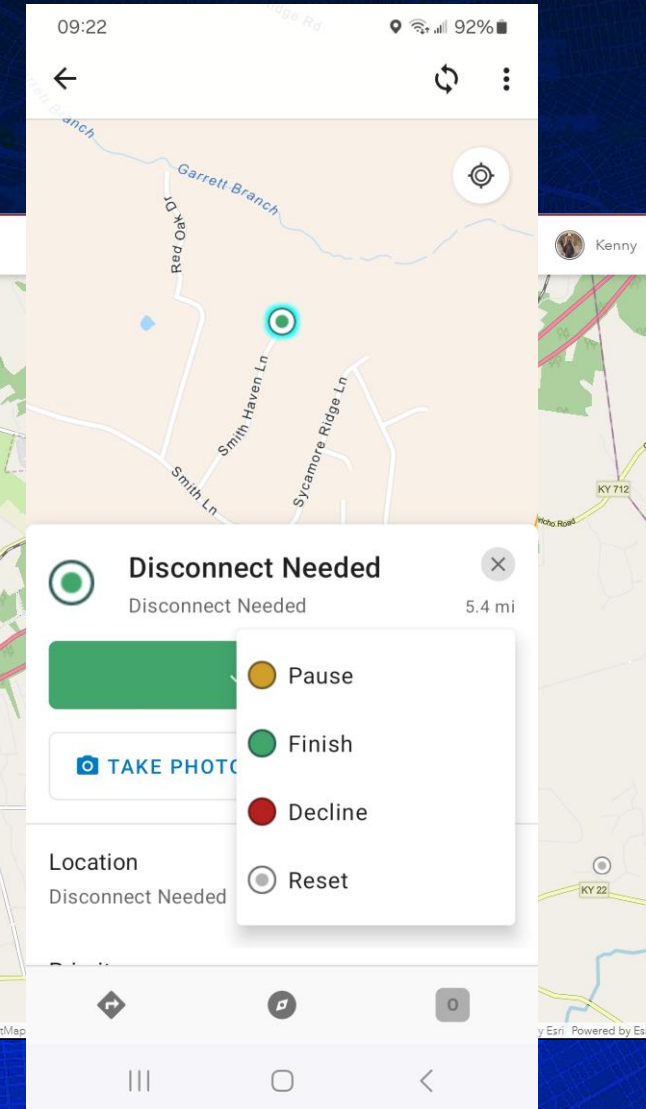 09:22
92%
Garrett Branch
Red Oak Dr
Kenny
Smith Haven Ln
Sycamore Ridge Ln
Smith Ln
KY 712
Disconnect Needed
Disconnect Needed
5.4 mi
Pause
Finish
TAKE PHOTO
Decline
Location
Reset
Disconnect Needed
KY 22
O
y Esri Powered by Es